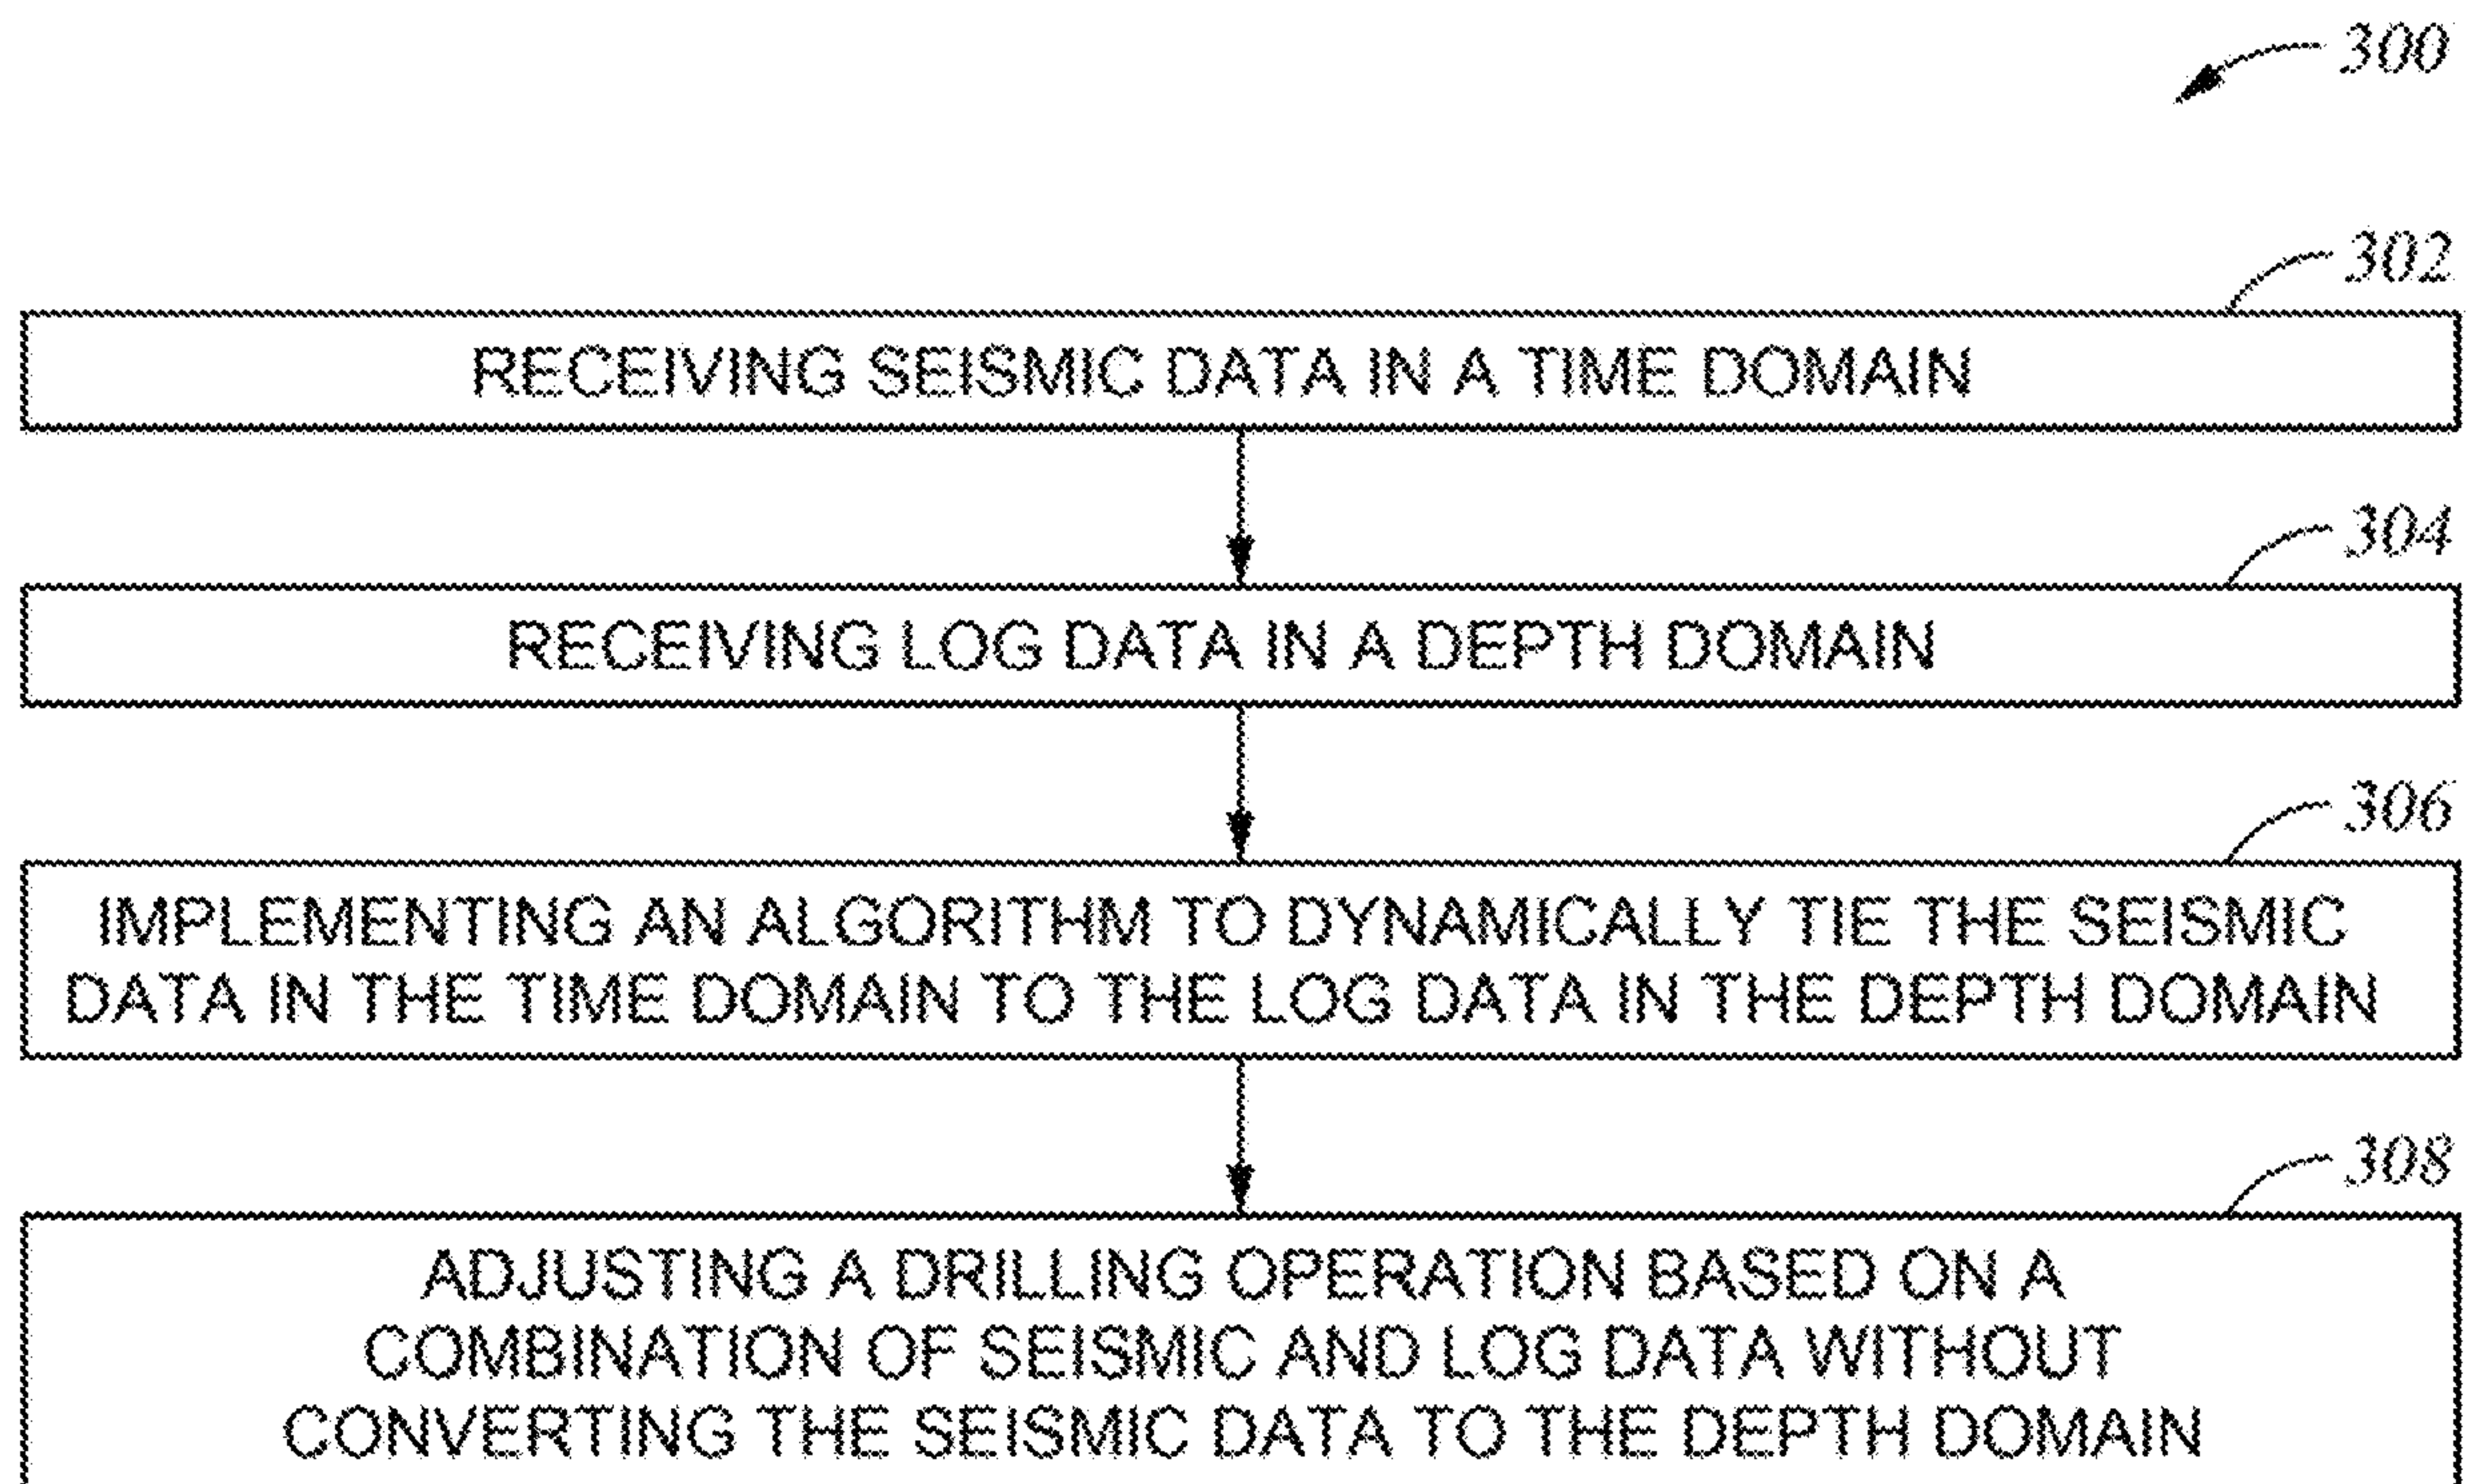 300
302
RECEIVING SEISMIC DATA IN A TIME DOMAIN
304
RECEIVING LOG DATA IN A DEPTH DOMAIN
306
IMPLEMENTING AN ALGORITHM TO DYNAMICALLY TIE THE SEISMIC
DATA IN THE TIME DOMAIN TO THE LOG DATA IN THE DEPTH DOMAIN
308
ADJUSTING A DRILLING OPERATION BASED ON A
COMBINATION OF SEISMIC AND LOG DATA WITHOUT
CONVERTING THE SEISMIC DATA TO THE DEPTH DOMAIN